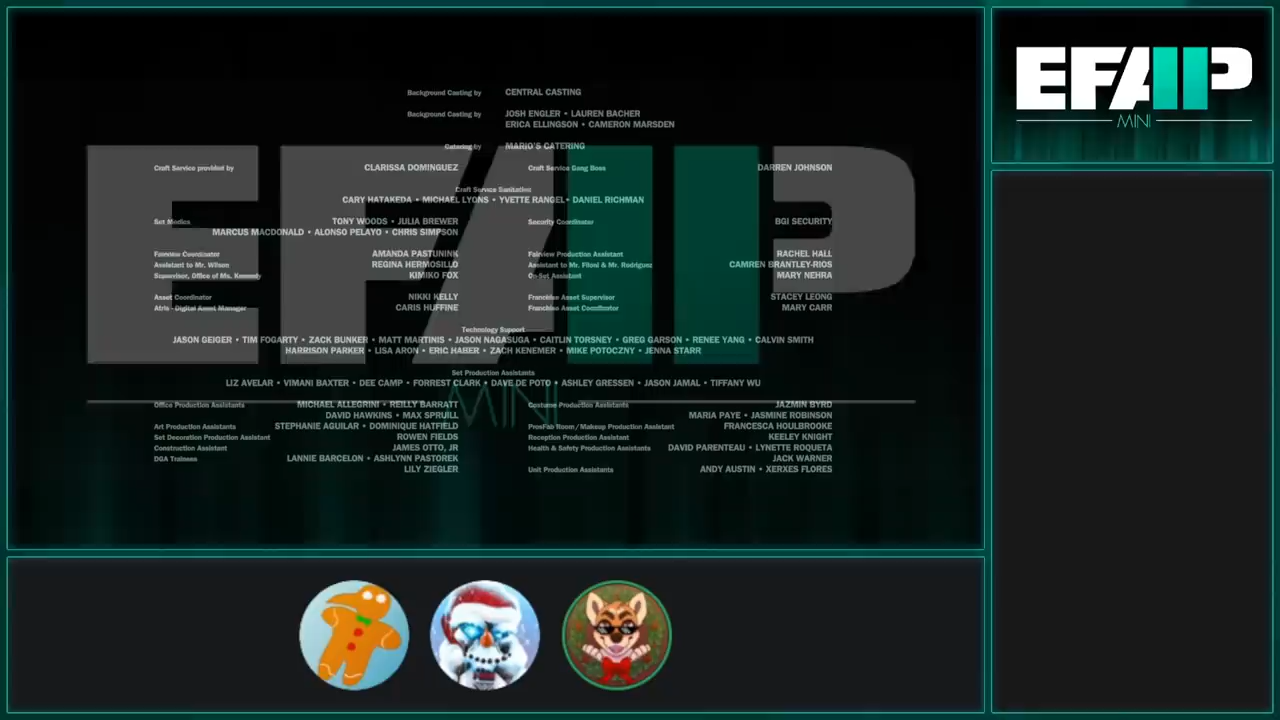 Background Casting by CENTRAL CASTING
Background Casting by JOSH ENGLER • LAUREN BACHER
ERICA ELLINGSON • CAMERON MARSDEN
Catering by MARIO'S CATERING
Craft Service provided by CLARISSA DOMINGUEZ Craft Service Gang Boss DARREN JOHNSON
Craft Service Sanitation
CARY HATAKEDA • MICHAEL LYONS • YVETTE RANGEL• DANIEL RICHMAN
Set Medics TONY WOODS • JULIA BREWER Security Coordinator BGI SECURITY
MARCUS MACDONALD • ALONSO PELAYO • CHRIS SIMPSON
Fairview Coordinator AMANDA PASTUNINK Fairview Production Assistant RACHEL HALL
Assistant to Mr. Wilson REGINA HERMOSILLO Assistant to Mr. Filoni & Mr. Rodriguez CAMREN BRANTLEY-RIOS
Supervisor, Office of Ms. Kennedy KIMIKO FOX On-Set Assistant MARY NEHRA
Asset Coordinator NIKKI KELLY Franchise Asset Supervisor STACEY LEONG
Atris - Digital Asset Manager CARIS HUFFINE Franchise Asset Coordinator MARY CARR
Technology Support
JASON GEIGER • TIM FOGARTY • ZACK BUNKER • MATT MARTINIS • JASON NAGASUGA • CAITLIN TORSNEY • GREG GARSON • RENEE YANG • CALVIN SMITH
HARRISON PARKER • LISA ARON • ERIC HABER • ZACH KENEMER • MIKE POTOCZNY • JENNA STARR
Set Production Assistants
LIZ AVELAR • VIMANI BAXTER • DEE CAMP • FORREST CLARK • DAVE DE POTO • ASHLEY GRESSEN • JASON JAMAL • TIFFANY WU
Office Production Assistants MICHAEL ALLEGRINI • REILLY BARRATT Costume Production Assistants JAZMIN BYRD
DAVID HAWKINS • MAX SPRUILL MARIA PAYE • JASMINE ROBINSON
Art Production Assistants STEPHANIE AGUILAR • DOMINIQUE HATFIELD ProsFab Room / Makeup Production Assistant FRANCESCA HOULBROOKE
Set Decoration Production Assistant ROWEN FIELDS Reception Production Assistant KEELEY KNIGHT
Construction Assistant JAMES OTTO, JR Health & Safety Production Assistants DAVID PARENTEAU • LYNETTE ROQUETA
DGA Trainees LANNIE BARCELON • ASHLYNN PASTOREK JACK WARNER
LILY ZIEGLER Unit Production Assistants ANDY AUSTIN • XERXES FLORES
EFAP
MINI
EFAP
MINI